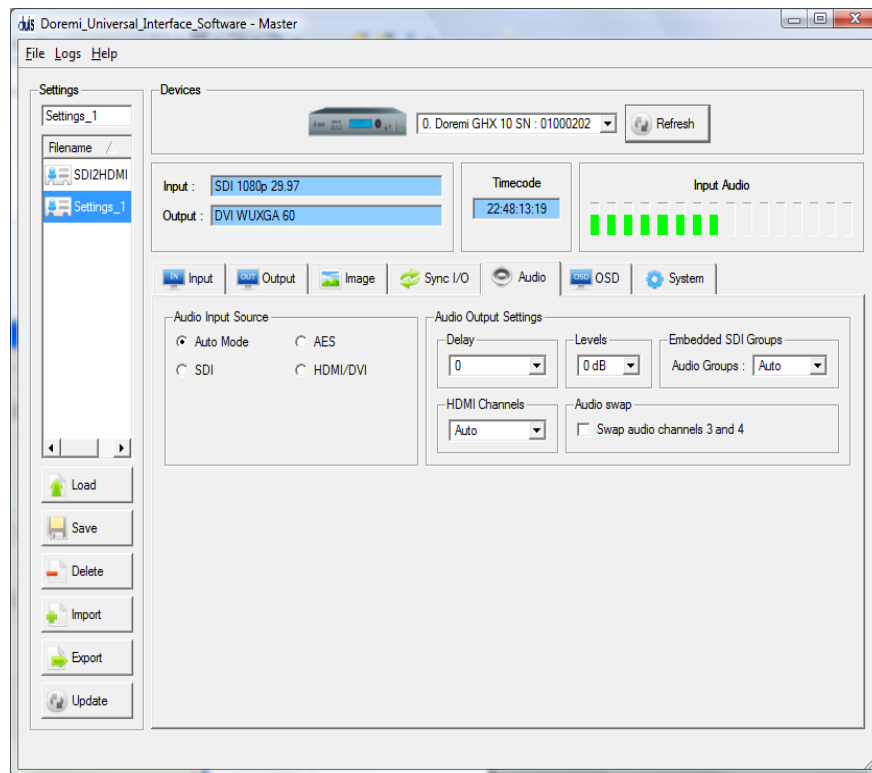 duis Doremi_Universal_Interface_Software - Master
File Logs Help
Settings
Settings_1
Filename
SDI2HDMI
Settings_1
Load
Save
Delete
Import
Export
Update
Devices
0. Doremi GHX 10 SN : 01000202
Refresh
Input : SDI 1080p 29.97
Output : DVI WUXGA 60
Timecode
22:48:13:19
Input Audio
IN Input
OUT Output
Image
Sync I/O
Audio
OSD OSD
System
Audio Input Source
Auto Mode
AES
SDI
HDMI/DVI
Audio Output Settings
Delay
0
Levels
0 dB
Embedded SDI Groups
Audio Groups : Auto
HDMI Channels
Auto
Audio swap
Swap audio channels 3 and 4